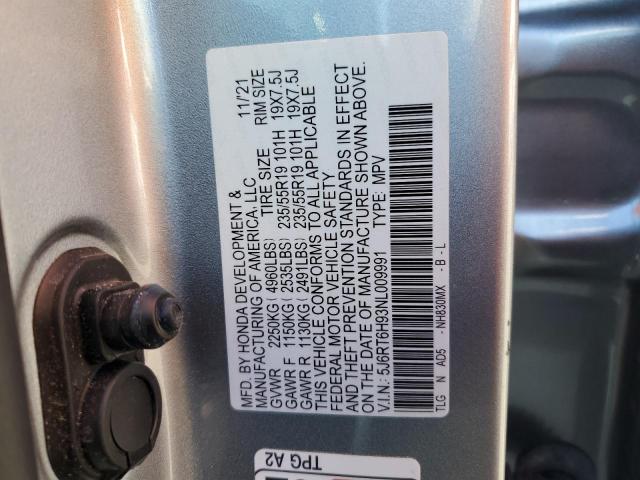 MFD. BY HONDA DEVELOPMENT & 11/21
MANUFACTURING OF AMERICA, LLC
GVWR 2250KG (4960LBS) TIRE SIZE RIM SIZE
GAWR F 1150KG (2535LBS) 235/55R19 101H 19X7.5J
GAWR R 1130KG (2491LBS) 235/55R19 101H 19X7.5J
THIS VEHICLE CONFORMS TO ALL APPLICABLE
FEDERAL MOTOR VEHICLE SAFETY
AND THEFT PREVENTION STANDARDS IN EFFECT
ON THE DATE OF MANUFACTURE SHOWN ABOVE.
V.I.N.: 5J6RT6H93NL009991 TYPE: MPV
TLG N AD5 -NH830MX -B-L
TPG A2